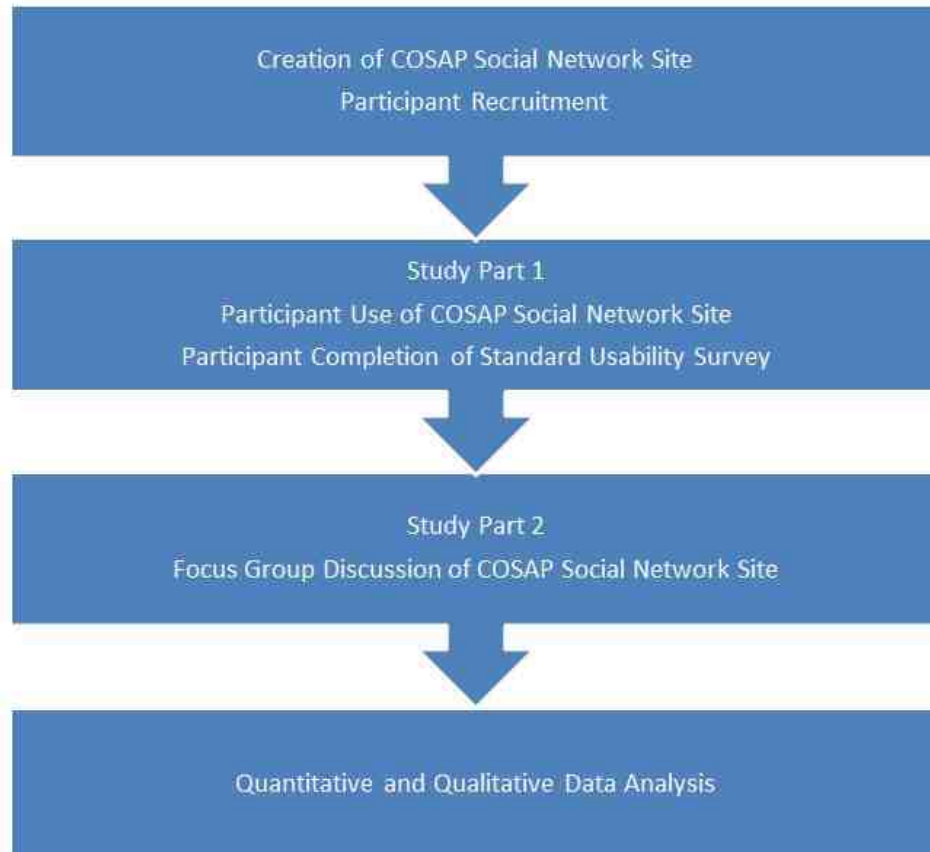 Creation of COSAP Social Network Site
Participant Recruitment
Study Part 1
Participant Use of COSAP Social Network Site
Participant Completion of Standard Usability Survey
Study Part 2
Focus Group Discussion of COSAP Social Network Site
Quantitative and Qualitative Data Analysis